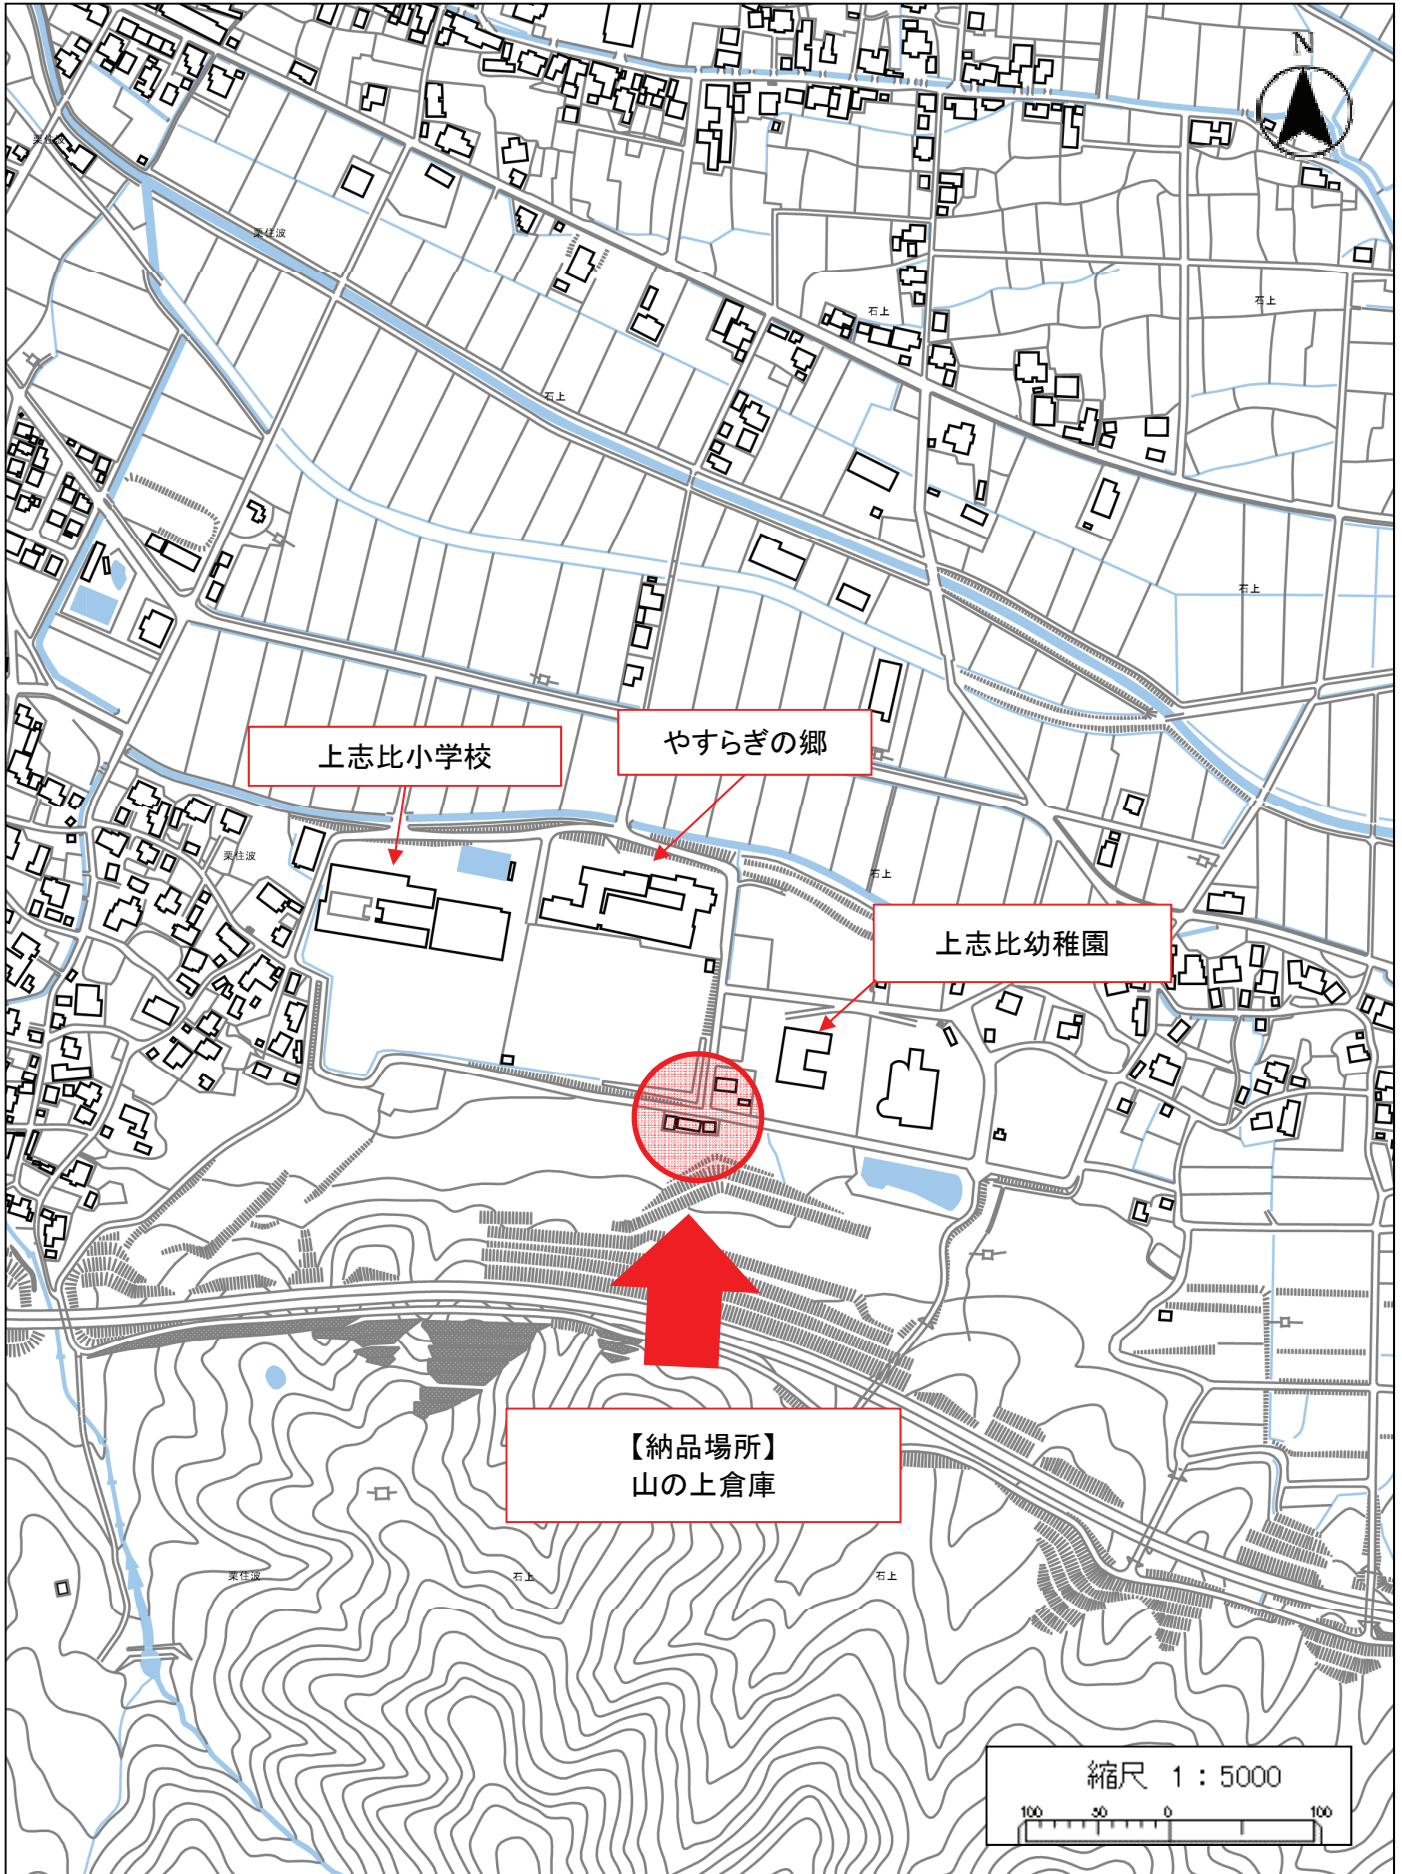 N
栗住波
栗住波
石上
石上
石上
石上
やすらぎの郷
上志比小学校
栗住波
石上
上志比幼稚園
【納品場所】
山の上倉庫
栗住波
石上
石上
縮尺 1：5000
100 50 0 100